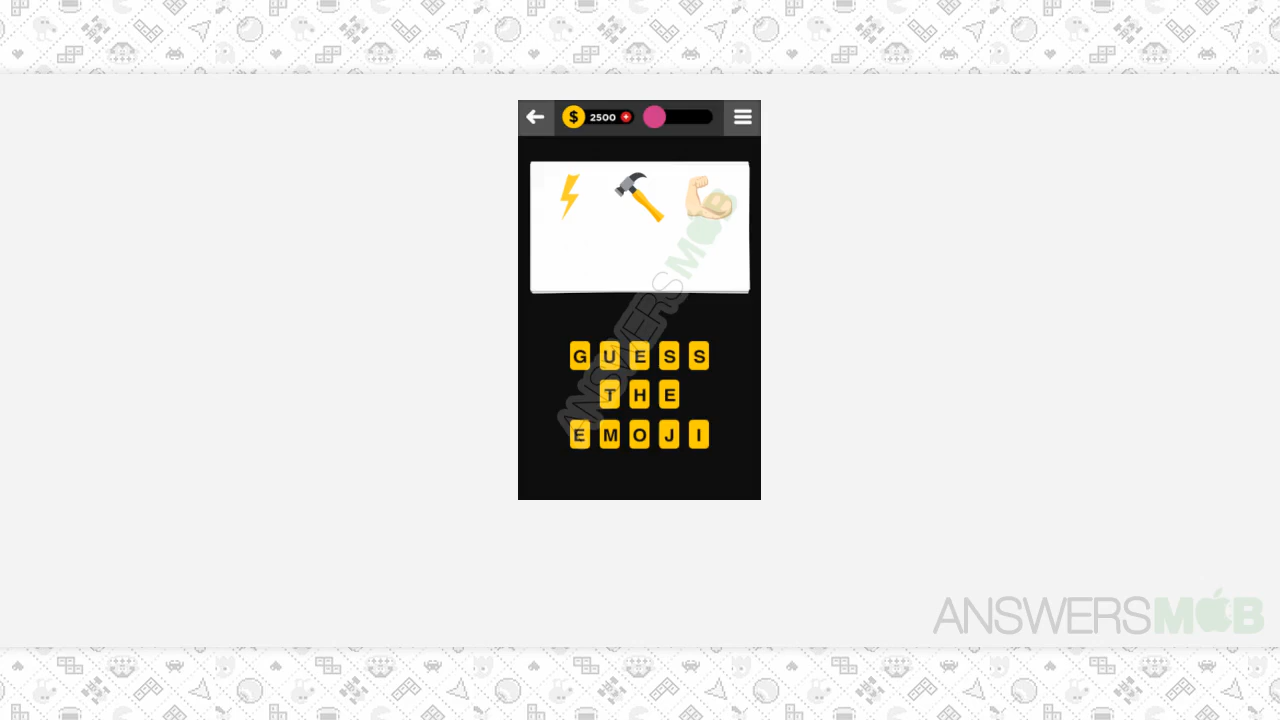 $ 2500 +
ANSWERSMOB
GUESS
THE
EMOJI
ANSWERSMOB